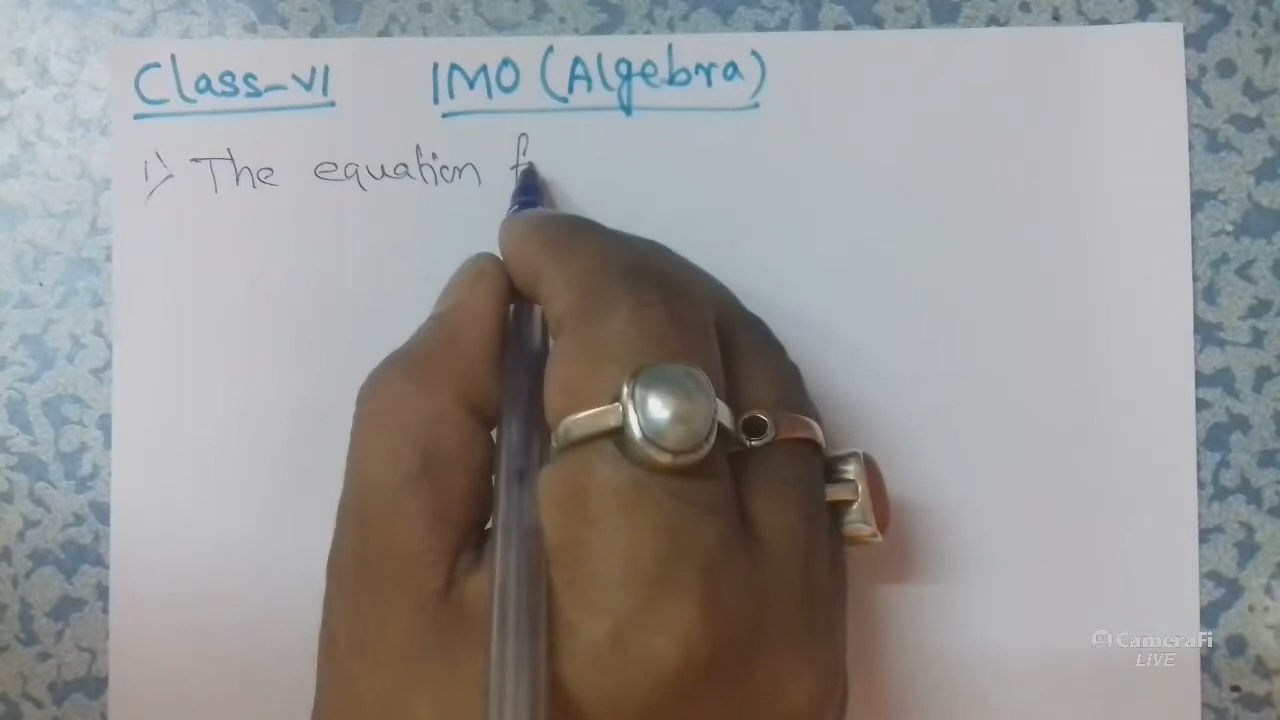 Class-VI IMO (Algebra)
1) The equation f
CameraFi
LIVE